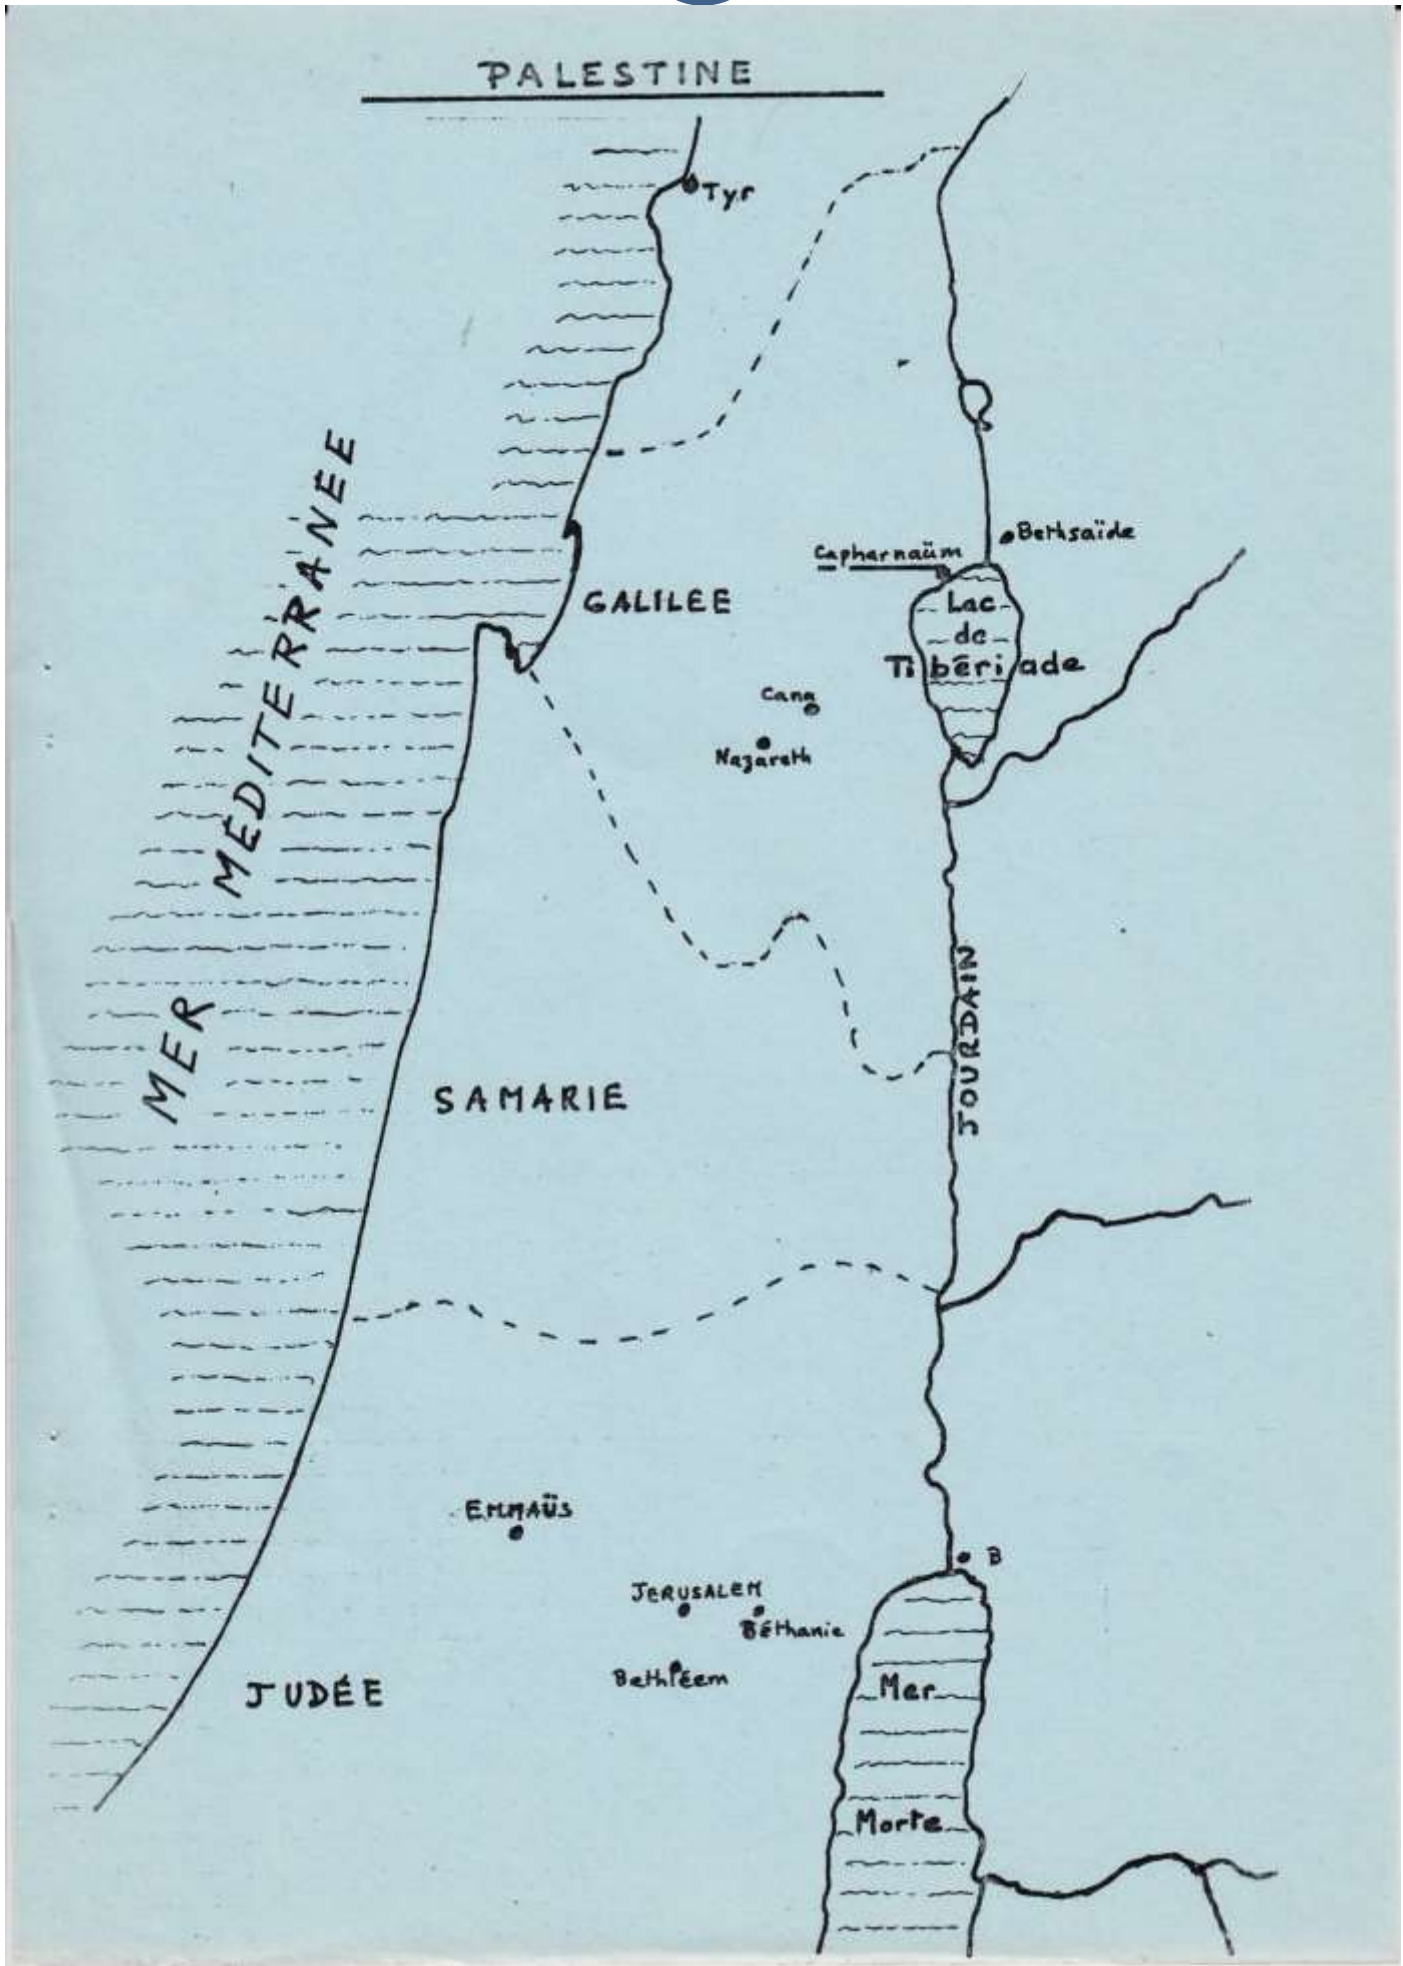 PALESTINE
Tyr
MER MÉDITERRANÉE
Bethsaïde
Capharnaüm
GALILEE
Lac
de
Tibériade
Cana
Nazareth
JOURDAIN
SAMARIE
EMMAÜS
B
JERUSALEM
Béthanie
Bethléem
JUDÉE
Mer
Morte